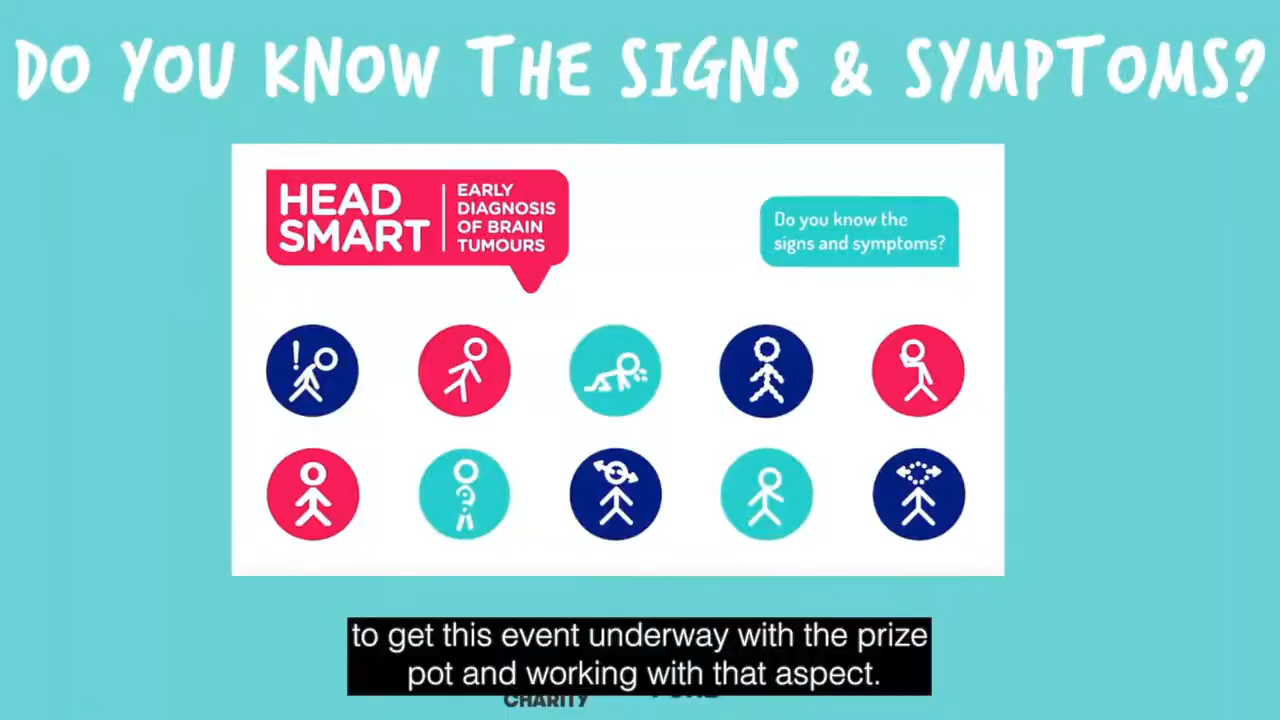 DO YOU KNOW THE SIGNS & SYMPTOMS?
HEAD
SMART
EARLY
DIAGNOSIS
OF BRAIN
TUMOURS
Do you know the
signs and symptoms?
!
to get this event underway with the prize
pot and working with that aspect.
CHARITY